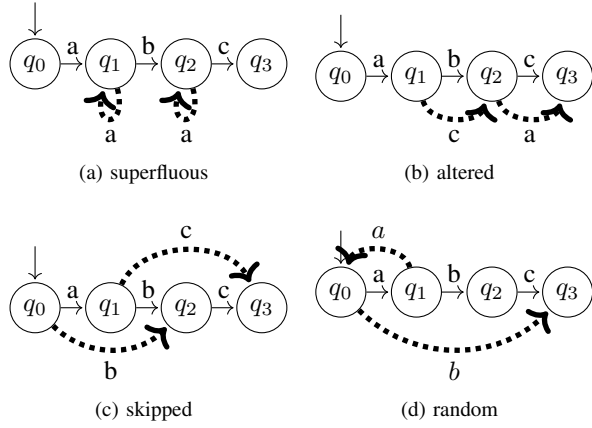 a b c
q0 q1 q2 q3
a a
(a) superfluous
a b c
q0 q1 q2 q3
c a
(b) altered
c
a b c
q0 q1 q2 q3
b
(c) skipped
a
a b c
q0 q1 q2 q3
b
(d) random